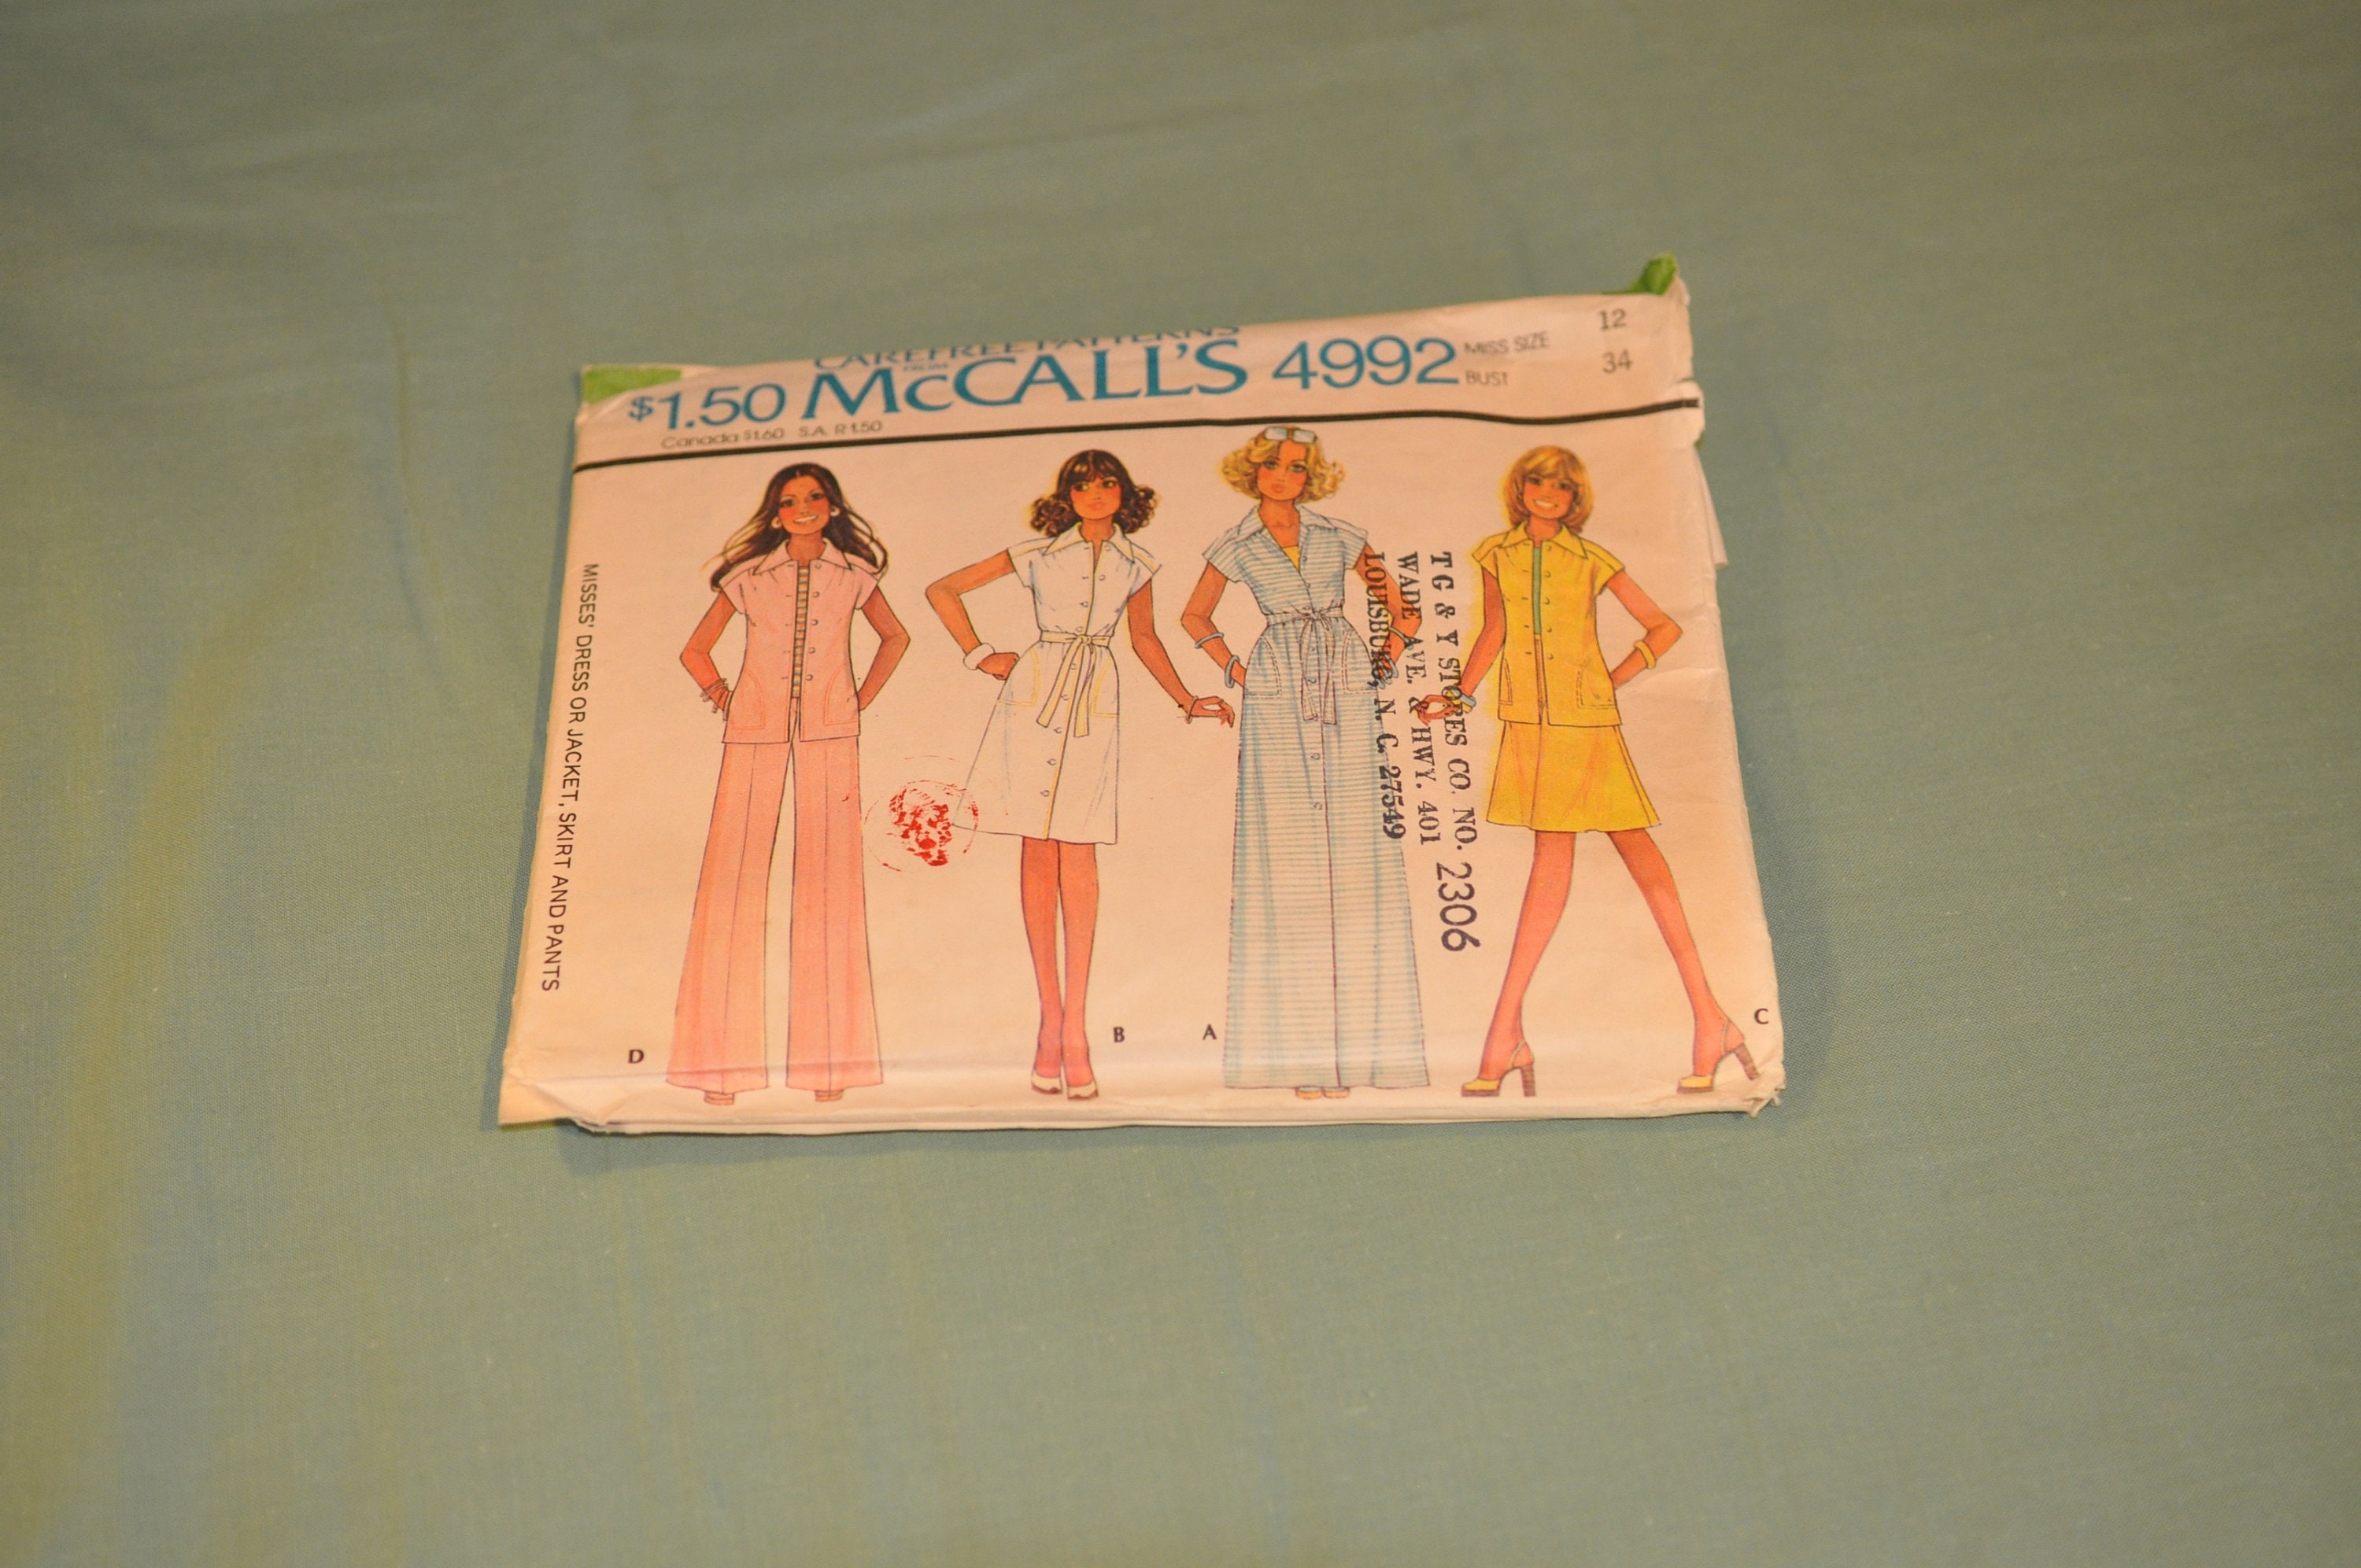 CAREFREE PATTERNS
FROM
$1.50 McCALL'S 4992
MISS SIZE 12
BUST 34
Canada $1.60 S.A. R1.50
MISSES' DRESS OR JACKET, SKIRT AND PANTS
T G & Y STORES CO. NO. 2306
WADE AVE. & HWY. 401
LOUISBURG, N. C. 27549
D
B
A
C